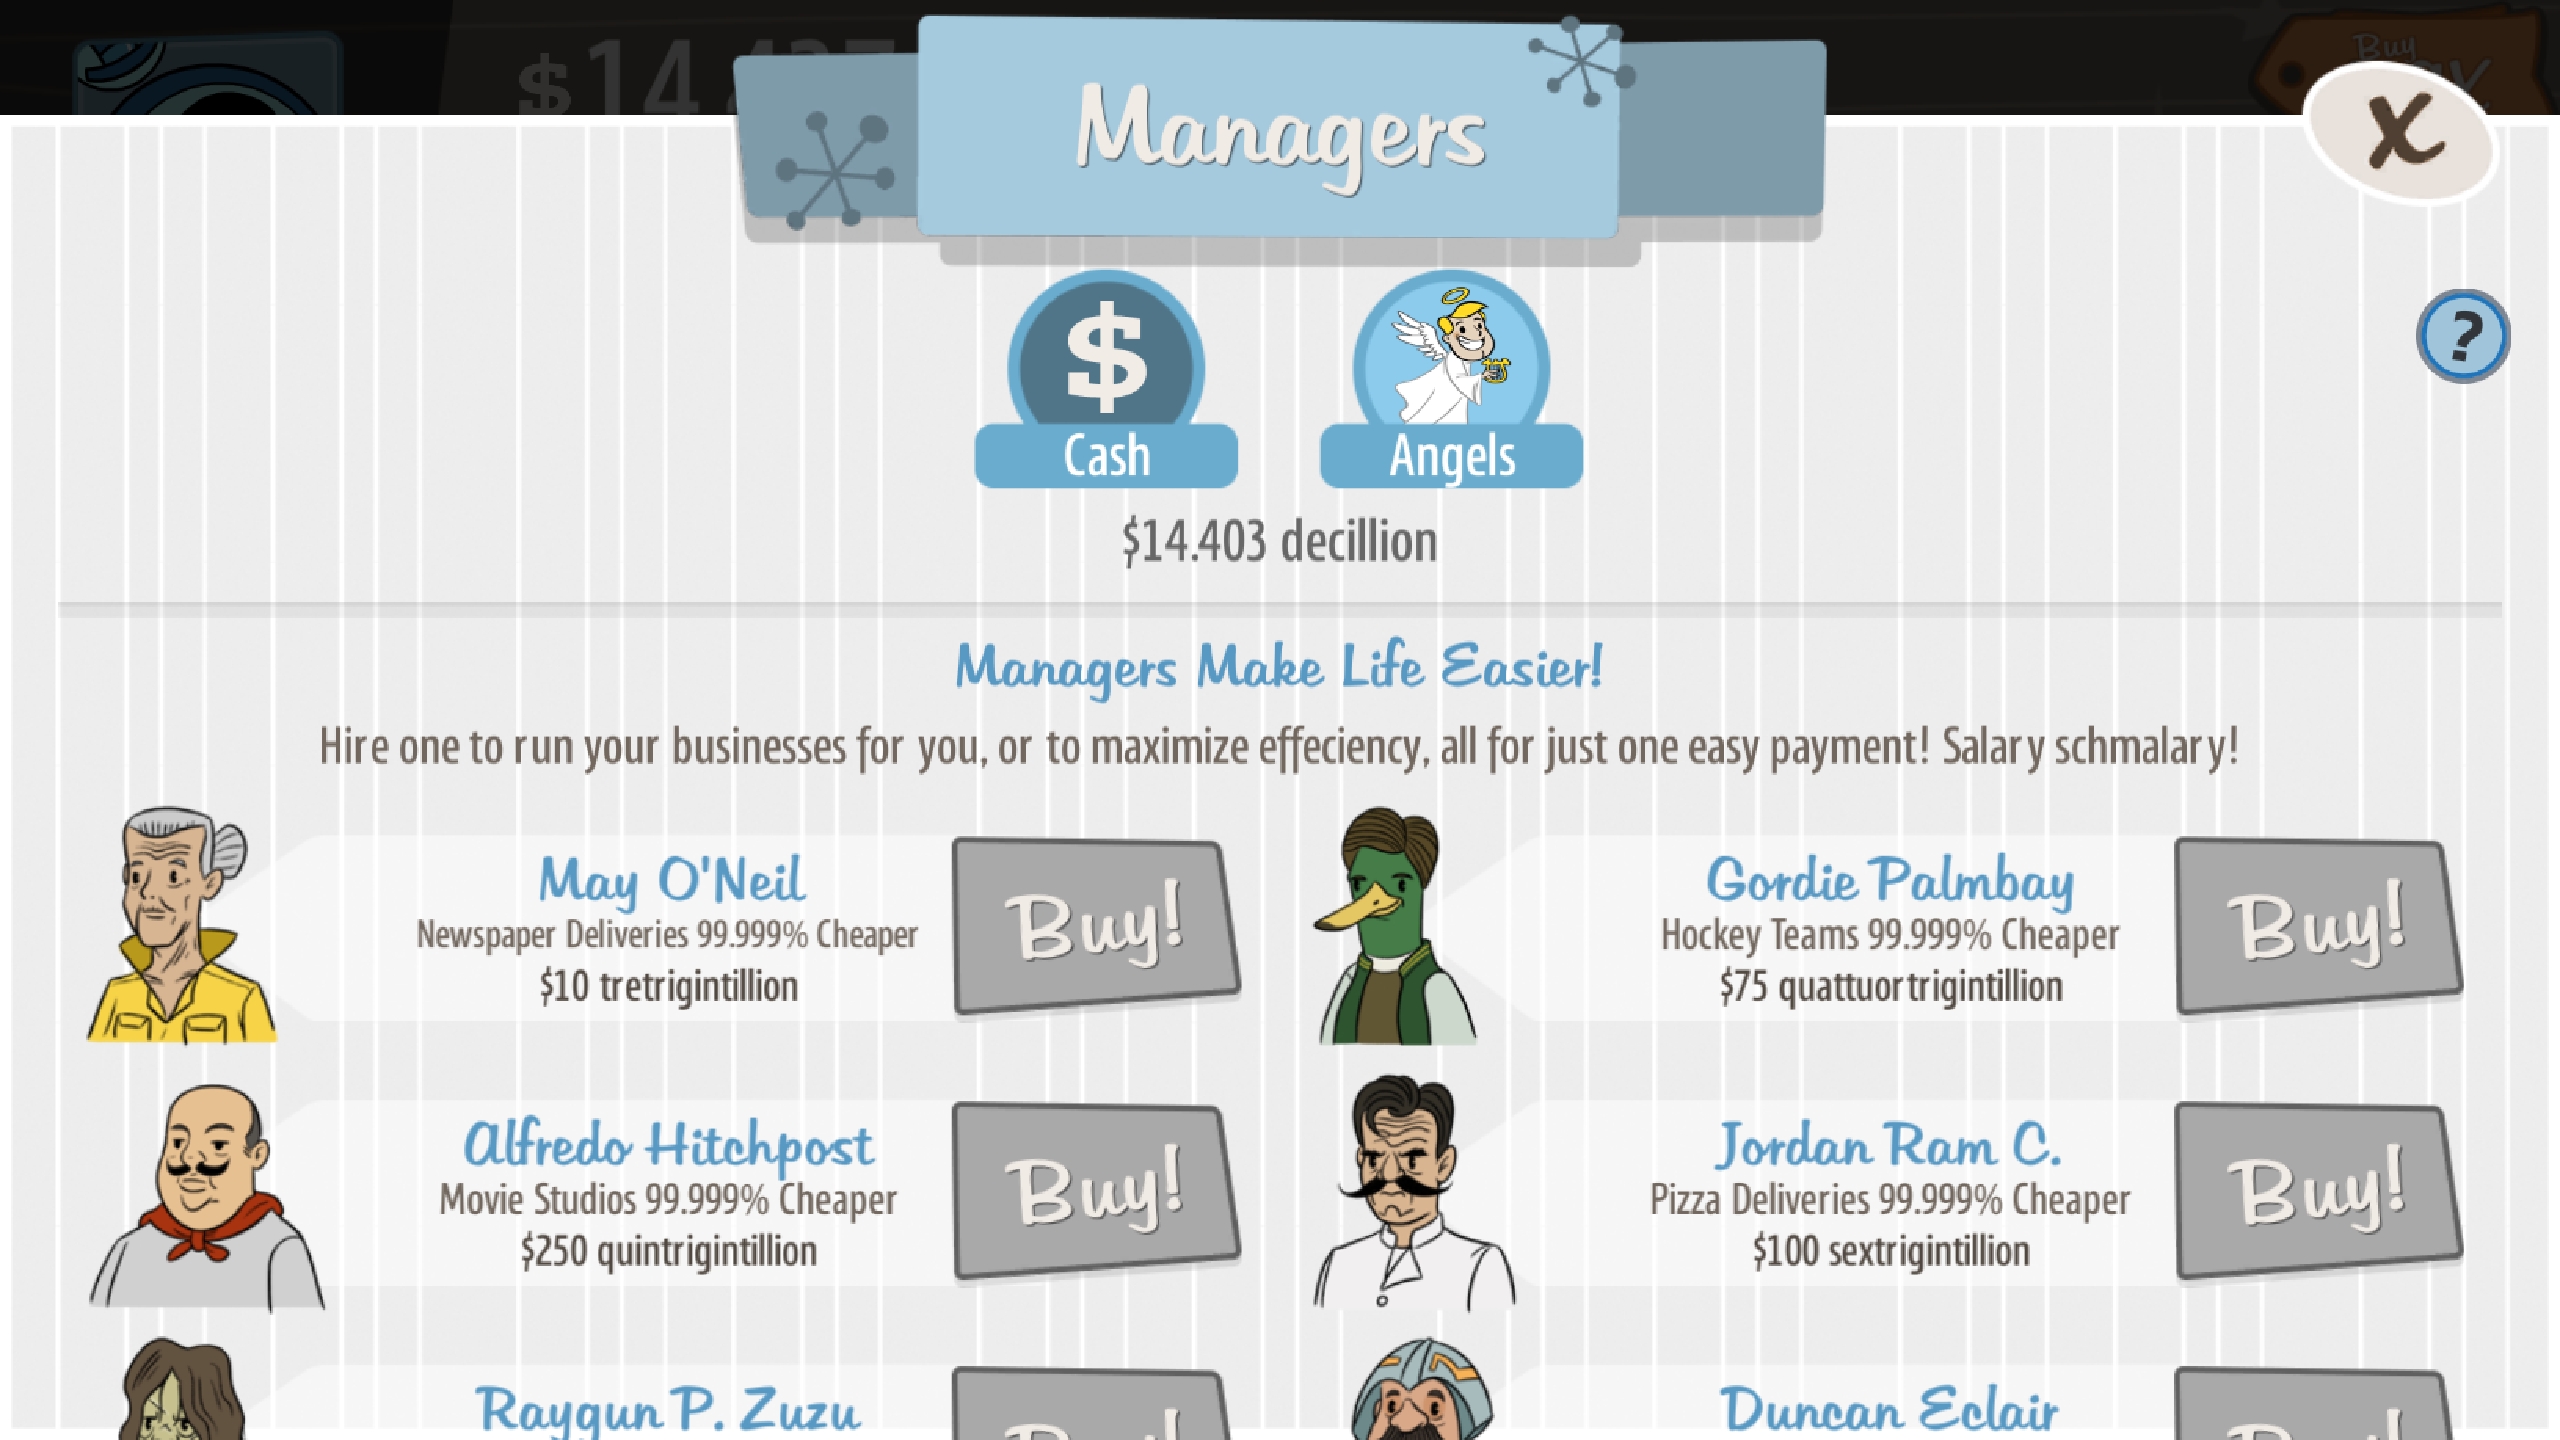 Managers
Buy
X
$
?
Cash
Angels
$14.403 decillion
Managers Make Life Easier!
Hire one to run your businesses for you, or to maximize effeciency, all for just one easy payment! Salary schmalary!
May O'Neil
Newspaper Deliveries 99.999% Cheaper
$10 tretrigintillion
Buy!
Gordie Palmbay
Hockey Teams 99.999% Cheaper
$75 quattuortrigintillion
Buy!
Alfredo Hitchpost
Movie Studios 99.999% Cheaper
$250 quintrigintillion
Buy!
Jordan Ram C.
Pizza Deliveries 99.999% Cheaper
$100 sextrigintillion
Buy!
Raygun P. Zuzu
Duncan Eclair